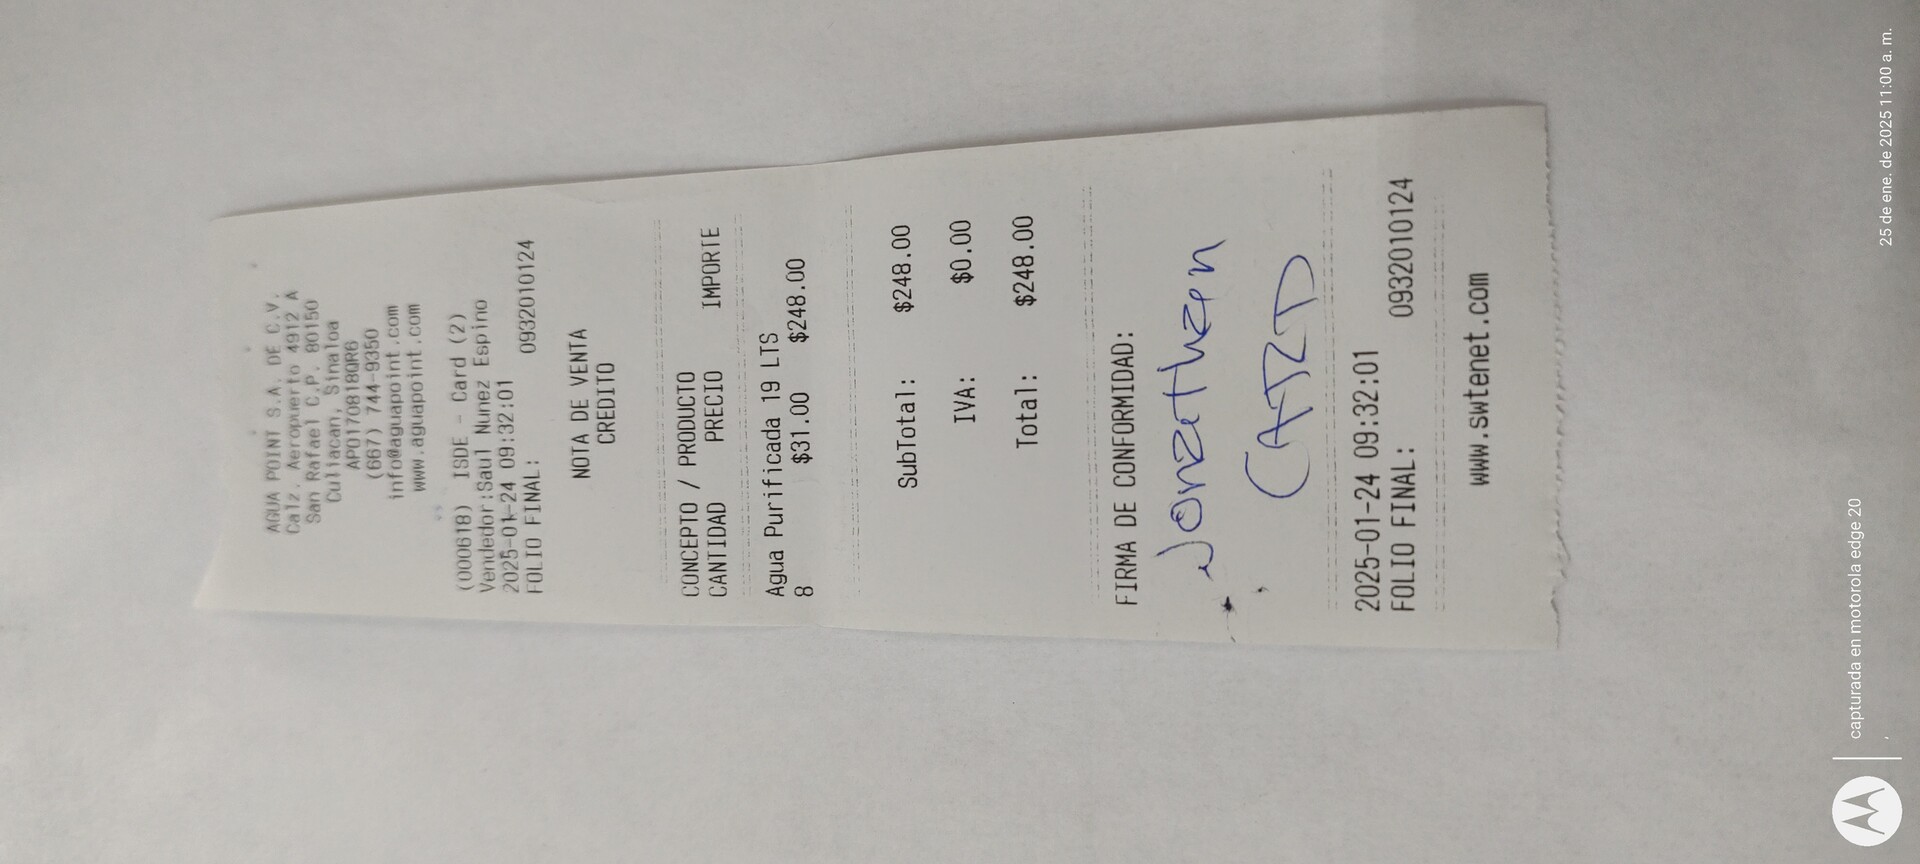 AGUA POINT S.A. DE C.V.
Calz. Aeropuerto 4912 A
San Rafael C.P. 80150
Culiacan, Sinaloa
APO170818QR6
(667) 744-9350
info@aguapoint.com
www.aguapoint.com
(000618) ISDE - Card (2)
Vendedor:Saul Nunez Espino
2025-01-24 09:32:01
FOLIO FINAL: 0932010124
NOTA DE VENTA
CREDITO
CONCEPTO / PRODUCTO
CANTIDAD PRECIO IMPORTE
Agua Purificada 19 LTS
8 $31.00 $248.00
SubTotal: $248.00
IVA: $0.00
Total: $248.00
FIRMA DE CONFORMIDAD:
Jonathan
CARD
2025-01-24 09:32:01
FOLIO FINAL: 0932010124
www.swtenet.com
capturada en motorola edge 20
25 de ene. de 2025 11:00 a. m.